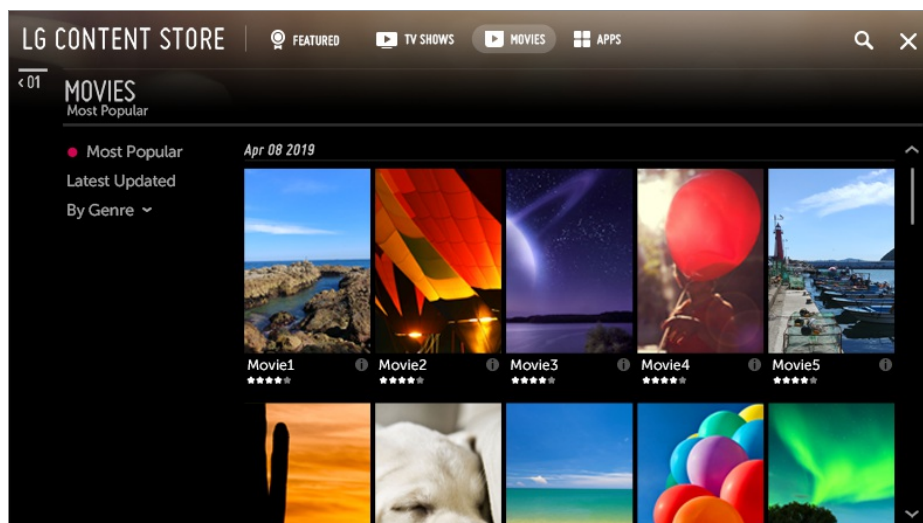 LG CONTENT STORE FEATURED TV SHOWS MOVIES APPS
< 01
MOVIES
Most Popular
Most Popular
Latest Updated
By Genre
Apr 08 2019
Movie1 Movie2 Movie3 Movie4 Movie5